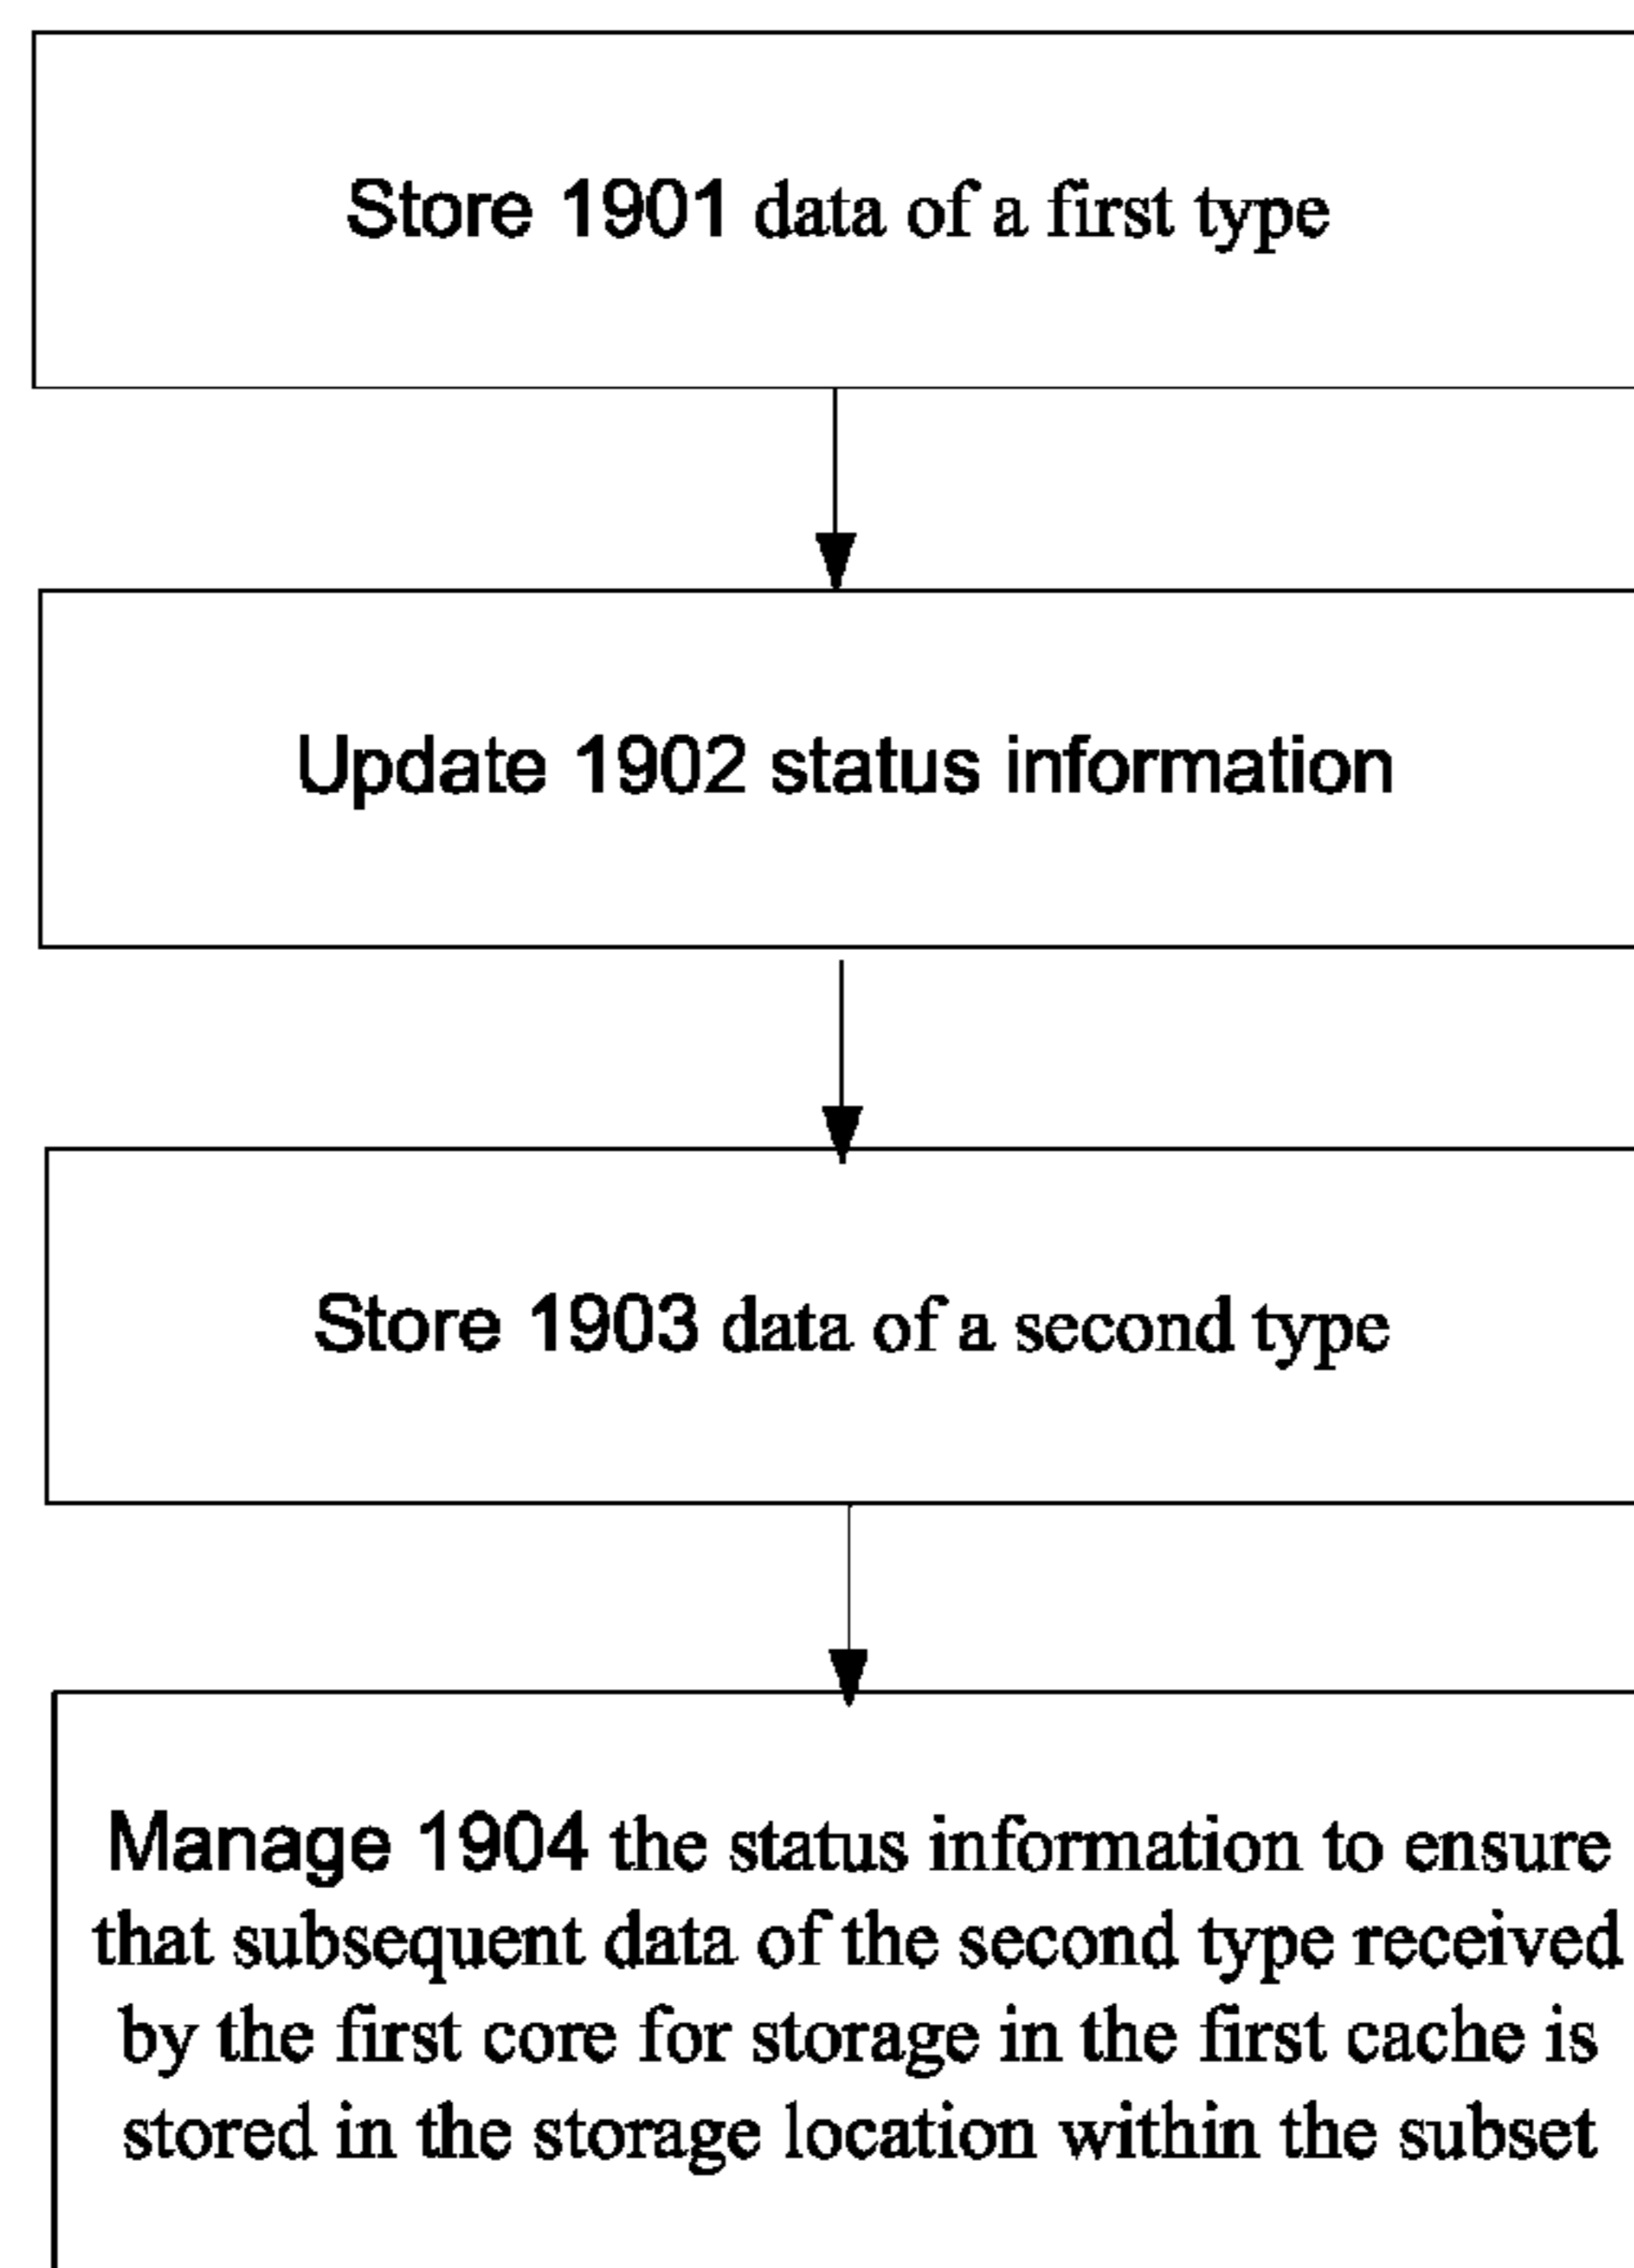 Store 1901 data of a first type
Update 1902 status information
Store 1903 data of a second type
Manage 1904 the status information to ensure
that subsequent data of the second type received
by the first core for storage in the first cache is
stored in the storage location within the subset